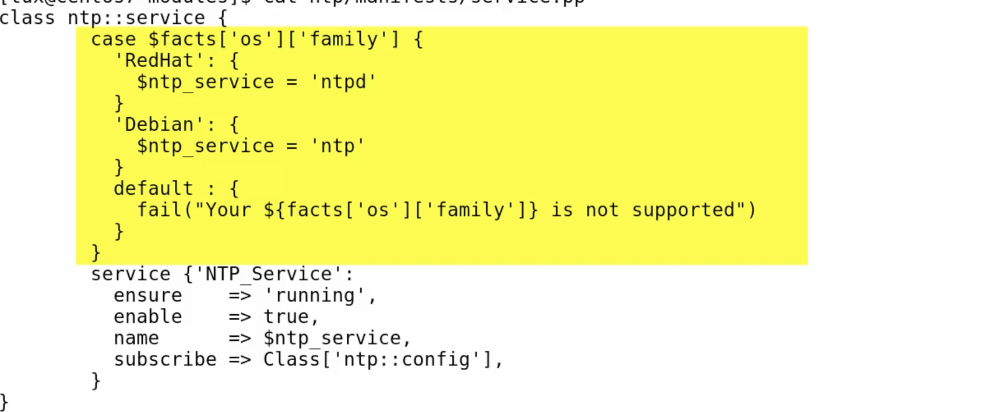 [tux@centos7 modules]$ cat ntp/manifests/service.pp
class ntp::service {
        case $facts['os']['family'] {
          'RedHat': {
            $ntp_service = 'ntpd'
          }
          'Debian': {
            $ntp_service = 'ntp'
          }
          default : {
            fail("Your ${facts['os']['family']} is not supported")
          }
        }
        service {'NTP_Service':
          ensure    => 'running',
          enable    => true,
          name      => $ntp_service,
          subscribe => Class['ntp::config'],
        }
}